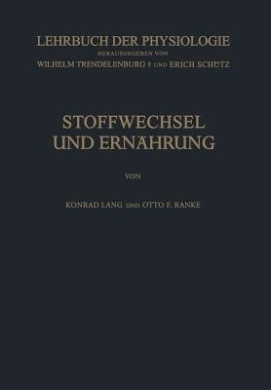 LEHRBUCH DER PHYSIOLOGIE
HERAUSGEGEBEN VON
WILHELM TRENDELENBURG † UND ERICH SCHÜTZ
STOFFWECHSEL
UND ERNÄHRUNG
VON
KONRAD LANG UND OTTO F. RANKE